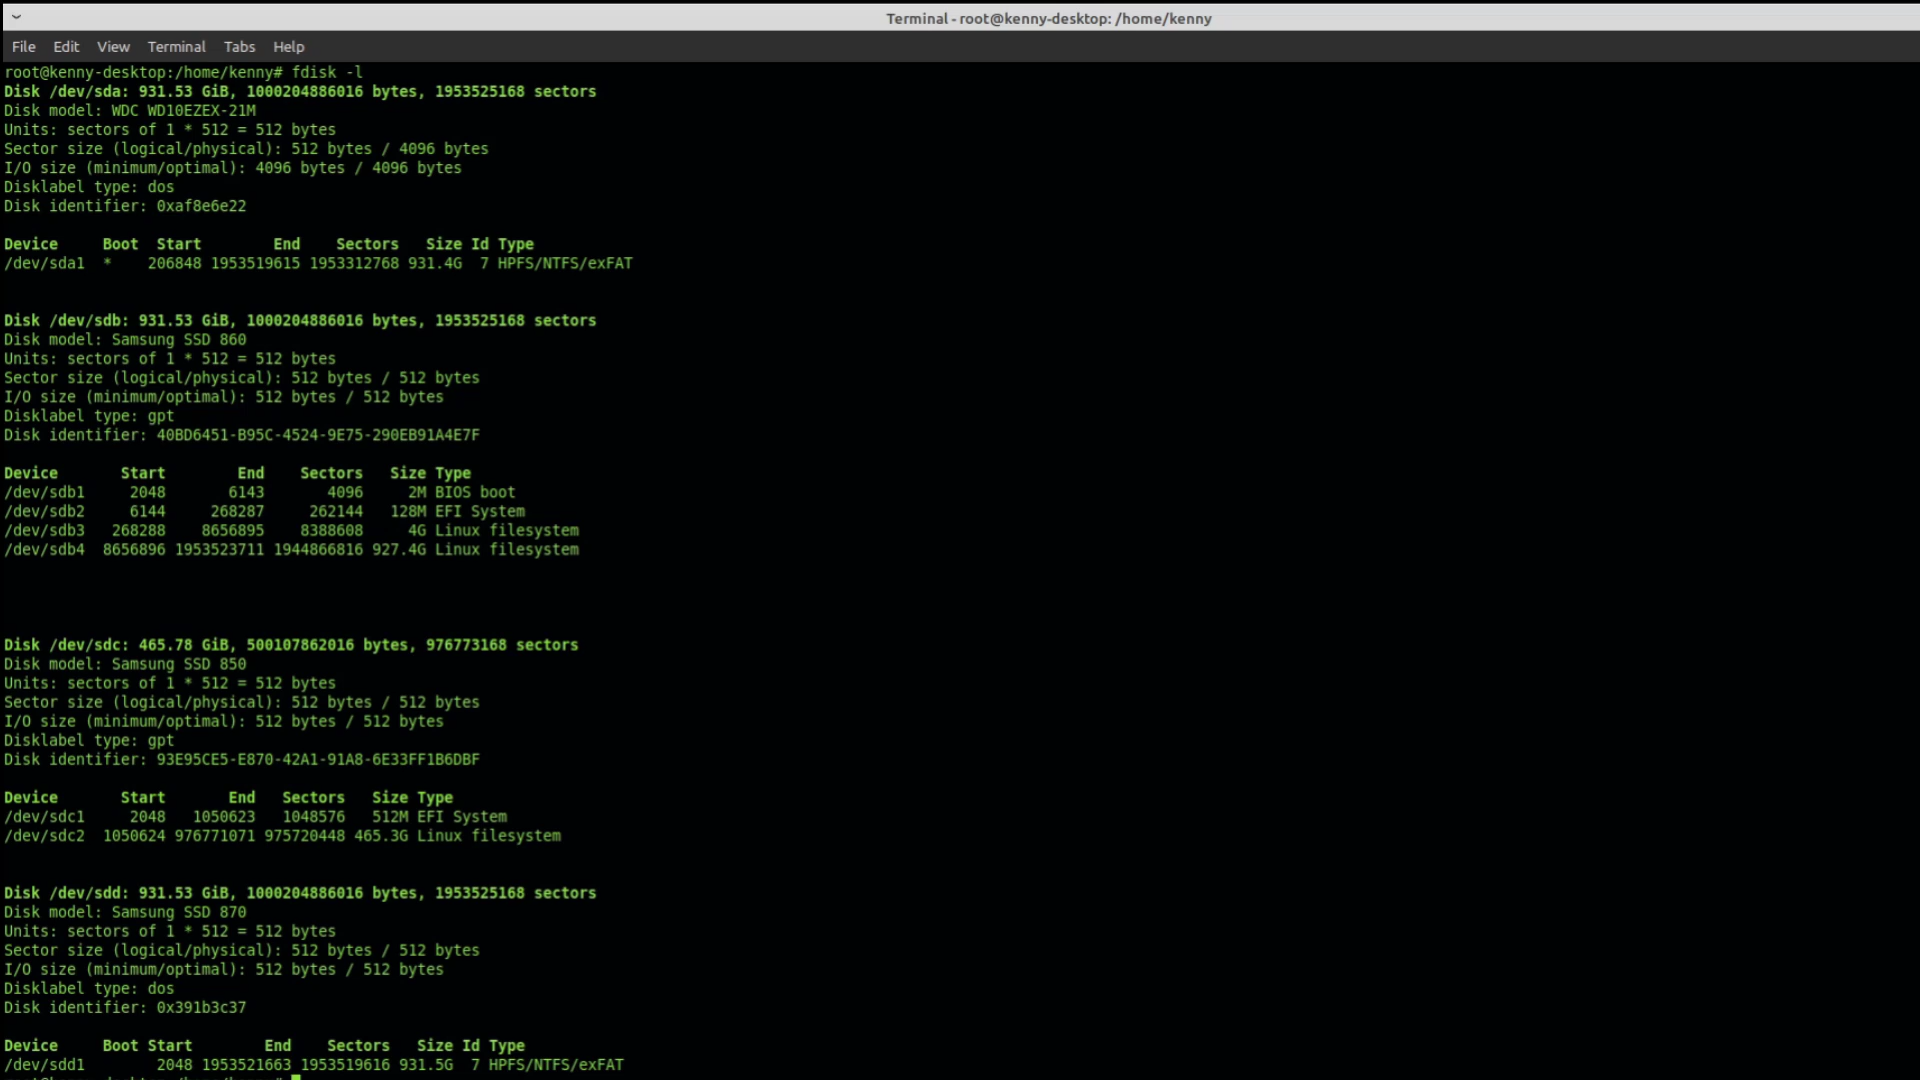 Terminal - root@kenny-desktop: /home/kenny
File Edit View Terminal Tabs Help
root@kenny-desktop:/home/kenny# fdisk -l
Disk /dev/sda: 931.53 GiB, 1000204886016 bytes, 1953525168 sectors
Disk model: WDC WD10EZEX-21M
Units: sectors of 1 * 512 = 512 bytes
Sector size (logical/physical): 512 bytes / 4096 bytes
I/O size (minimum/optimal): 4096 bytes / 4096 bytes
Disklabel type: dos
Disk identifier: 0xaf8e6e22
Device     Boot  Start        End    Sectors   Size Id Type
/dev/sda1  *    206848 1953519615 1953312768 931.4G  7 HPFS/NTFS/exFAT
Disk /dev/sdb: 931.53 GiB, 1000204886016 bytes, 1953525168 sectors
Disk model: Samsung SSD 860
Units: sectors of 1 * 512 = 512 bytes
Sector size (logical/physical): 512 bytes / 512 bytes
I/O size (minimum/optimal): 512 bytes / 512 bytes
Disklabel type: gpt
Disk identifier: 40BD6451-B95C-4524-9E75-290EB91A4E7F
Device       Start        End    Sectors   Size Type
/dev/sdb1     2048       6143       4096     2M BIOS boot
/dev/sdb2     6144     268287     262144   128M EFI System
/dev/sdb3   268288    8656895    8388608     4G Linux filesystem
/dev/sdb4  8656896 1953523711 1944866816 927.4G Linux filesystem
Disk /dev/sdc: 465.78 GiB, 500107862016 bytes, 976773168 sectors
Disk model: Samsung SSD 850
Units: sectors of 1 * 512 = 512 bytes
Sector size (logical/physical): 512 bytes / 512 bytes
I/O size (minimum/optimal): 512 bytes / 512 bytes
Disklabel type: gpt
Disk identifier: 93E95CE5-E870-42A1-91A8-6E33FF1B6DBF
Device       Start       End   Sectors   Size Type
/dev/sdc1     2048   1050623   1048576   512M EFI System
/dev/sdc2  1050624 976771071 975720448 465.3G Linux filesystem
Disk /dev/sdd: 931.53 GiB, 1000204886016 bytes, 1953525168 sectors
Disk model: Samsung SSD 870
Units: sectors of 1 * 512 = 512 bytes
Sector size (logical/physical): 512 bytes / 512 bytes
I/O size (minimum/optimal): 512 bytes / 512 bytes
Disklabel type: dos
Disk identifier: 0x391b3c37
Device     Boot Start        End    Sectors   Size Id Type
/dev/sdd1        2048 1953521663 1953519616 931.5G  7 HPFS/NTFS/exFAT